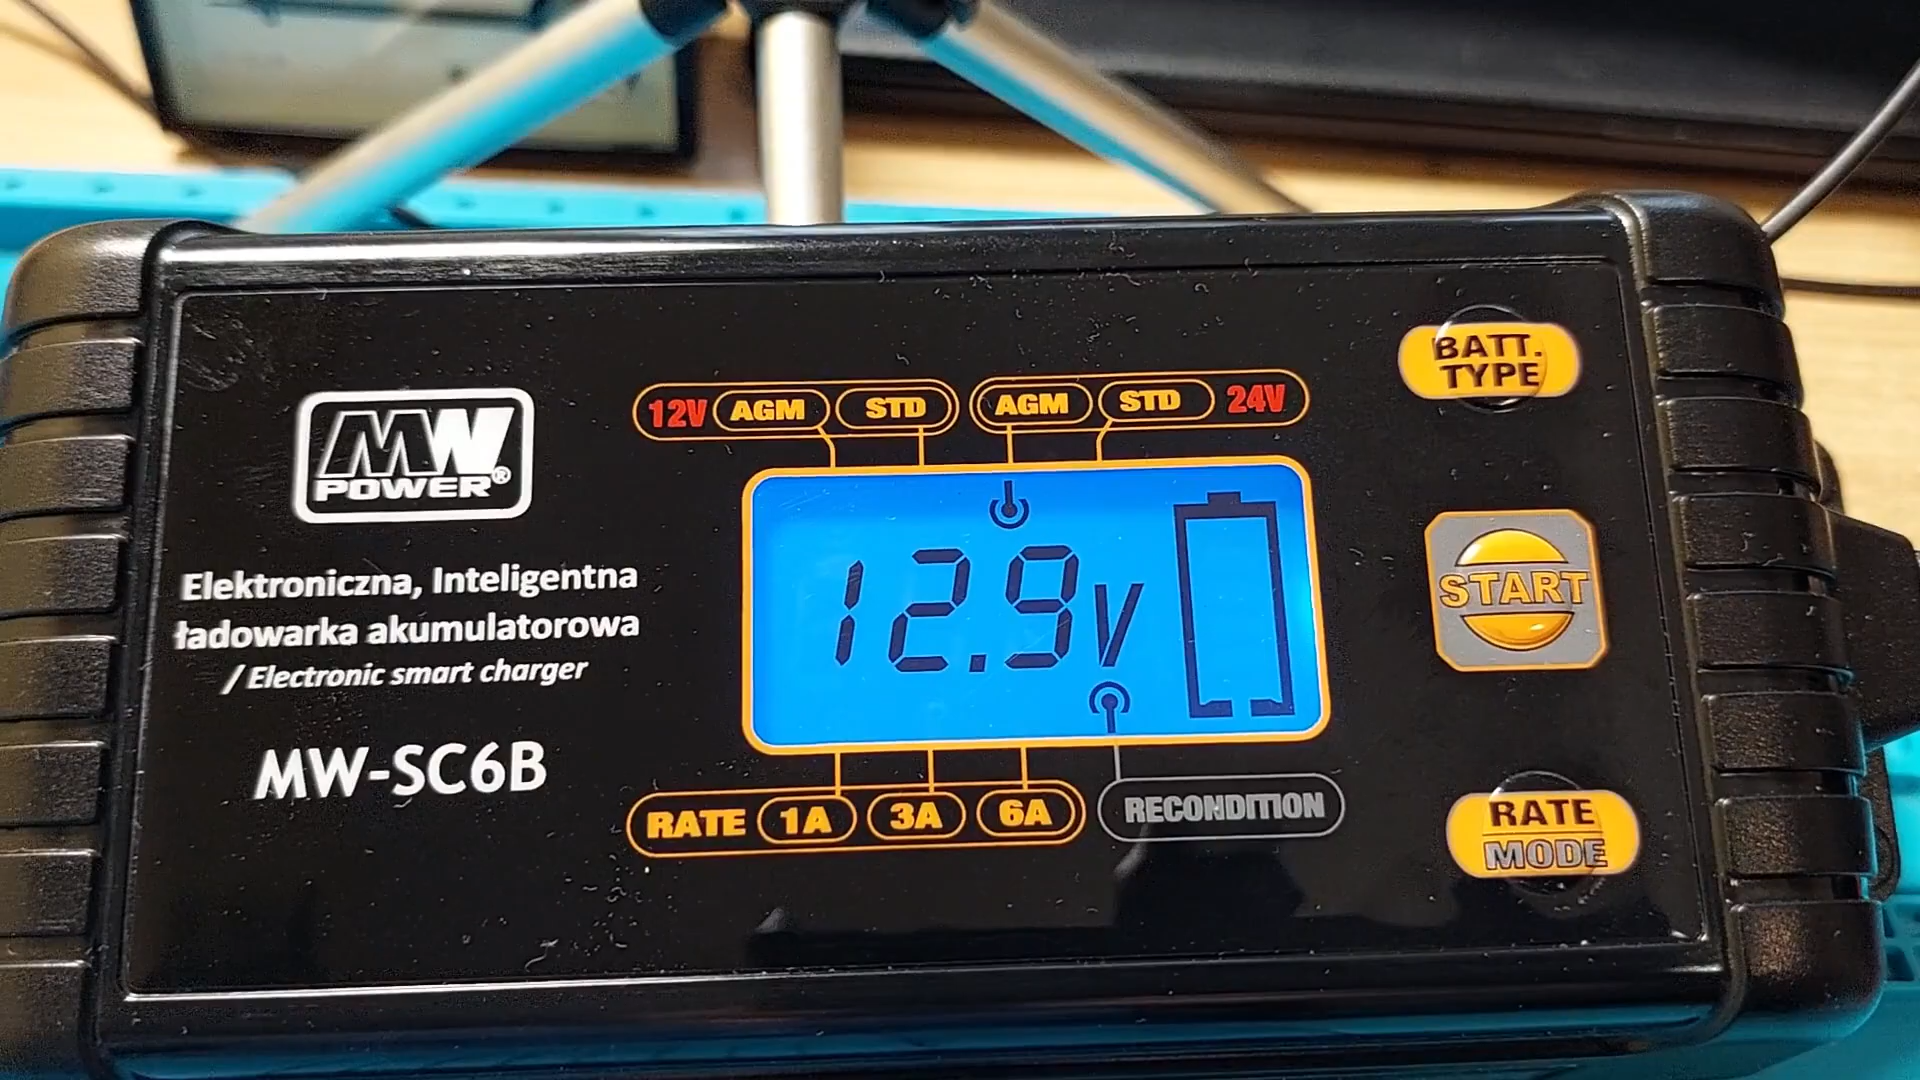 12V AGM STD AGM STD 24V
BATT.
TYPE
MW
POWER®
12.9V
START
Elektroniczna, Inteligentna
ładowarka akumulatorowa
/ Electronic smart charger
MW-SC6B
RATE 1A 3A 6A RECONDITION
RATE
MODE